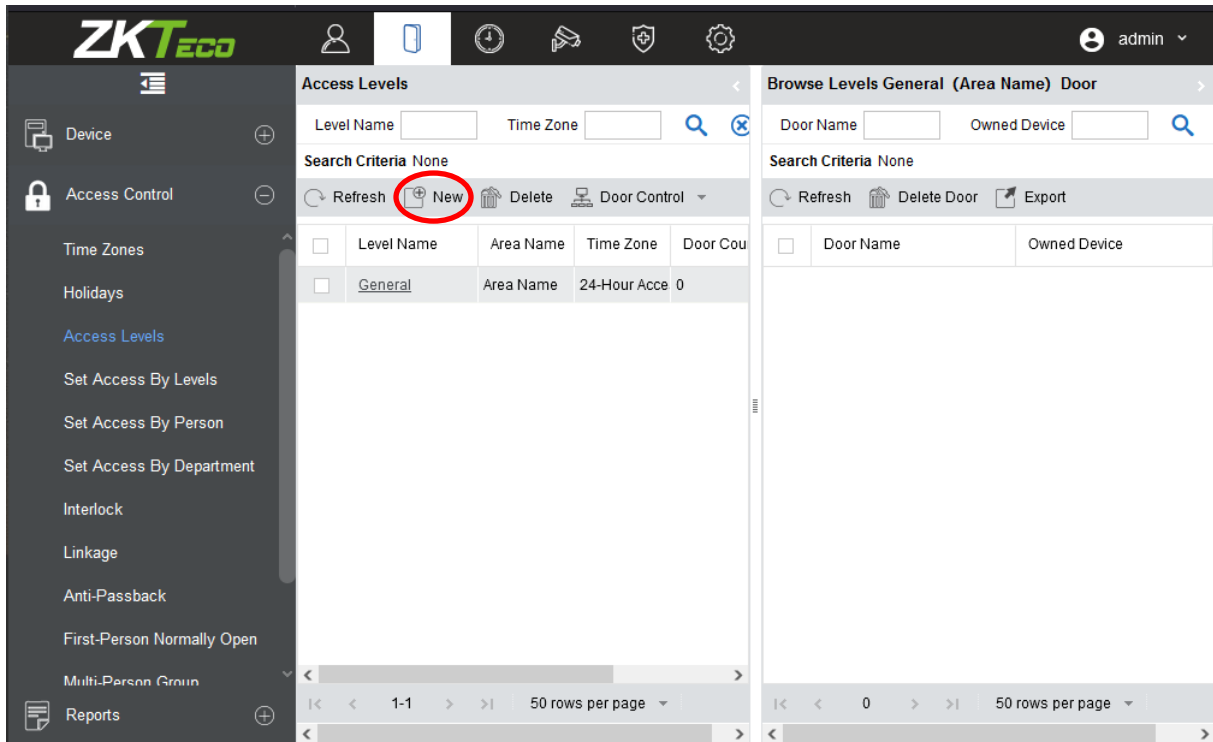 ZKTECO
admin
Device
Access Control
Time Zones
Holidays
Access Levels
Set Access By Levels
Set Access By Person
Set Access By Department
Interlock
Linkage
Anti-Passback
First-Person Normally Open
Multi-Person Group
Reports
Access Levels
Level Name Time Zone
Search Criteria None
Refresh New Delete Door Control
Level Name Area Name Time Zone Door Cou
General Area Name 24-Hour Acce 0
1-1 50 rows per page
Browse Levels General (Area Name) Door
Door Name Owned Device
Search Criteria None
Refresh Delete Door Export
Door Name Owned Device
0 50 rows per page